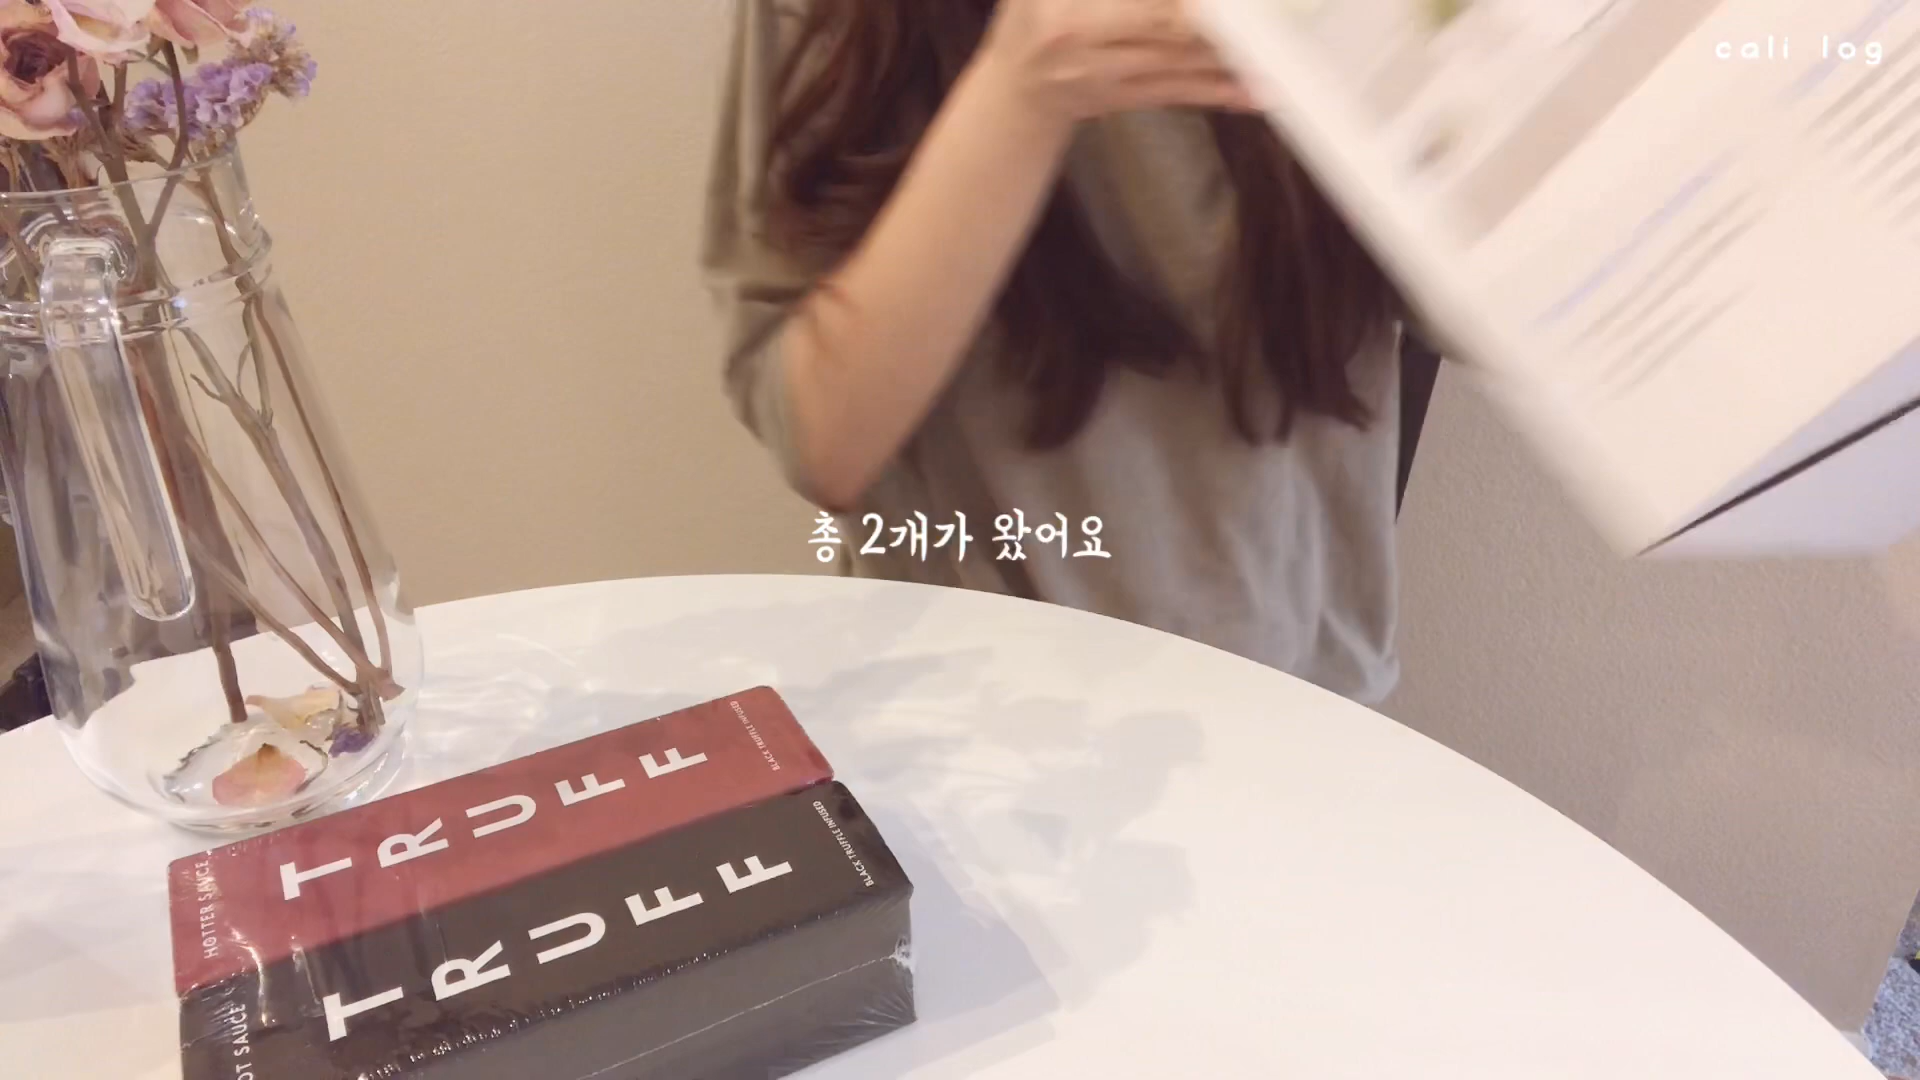 cali log
총 2개가 왔어요
BLACK TRUFFLE INFUSED
TRUFF
HOTTER SAUCE
BLACK TRUFFLE INFUSED
TRUFF
SAUCE